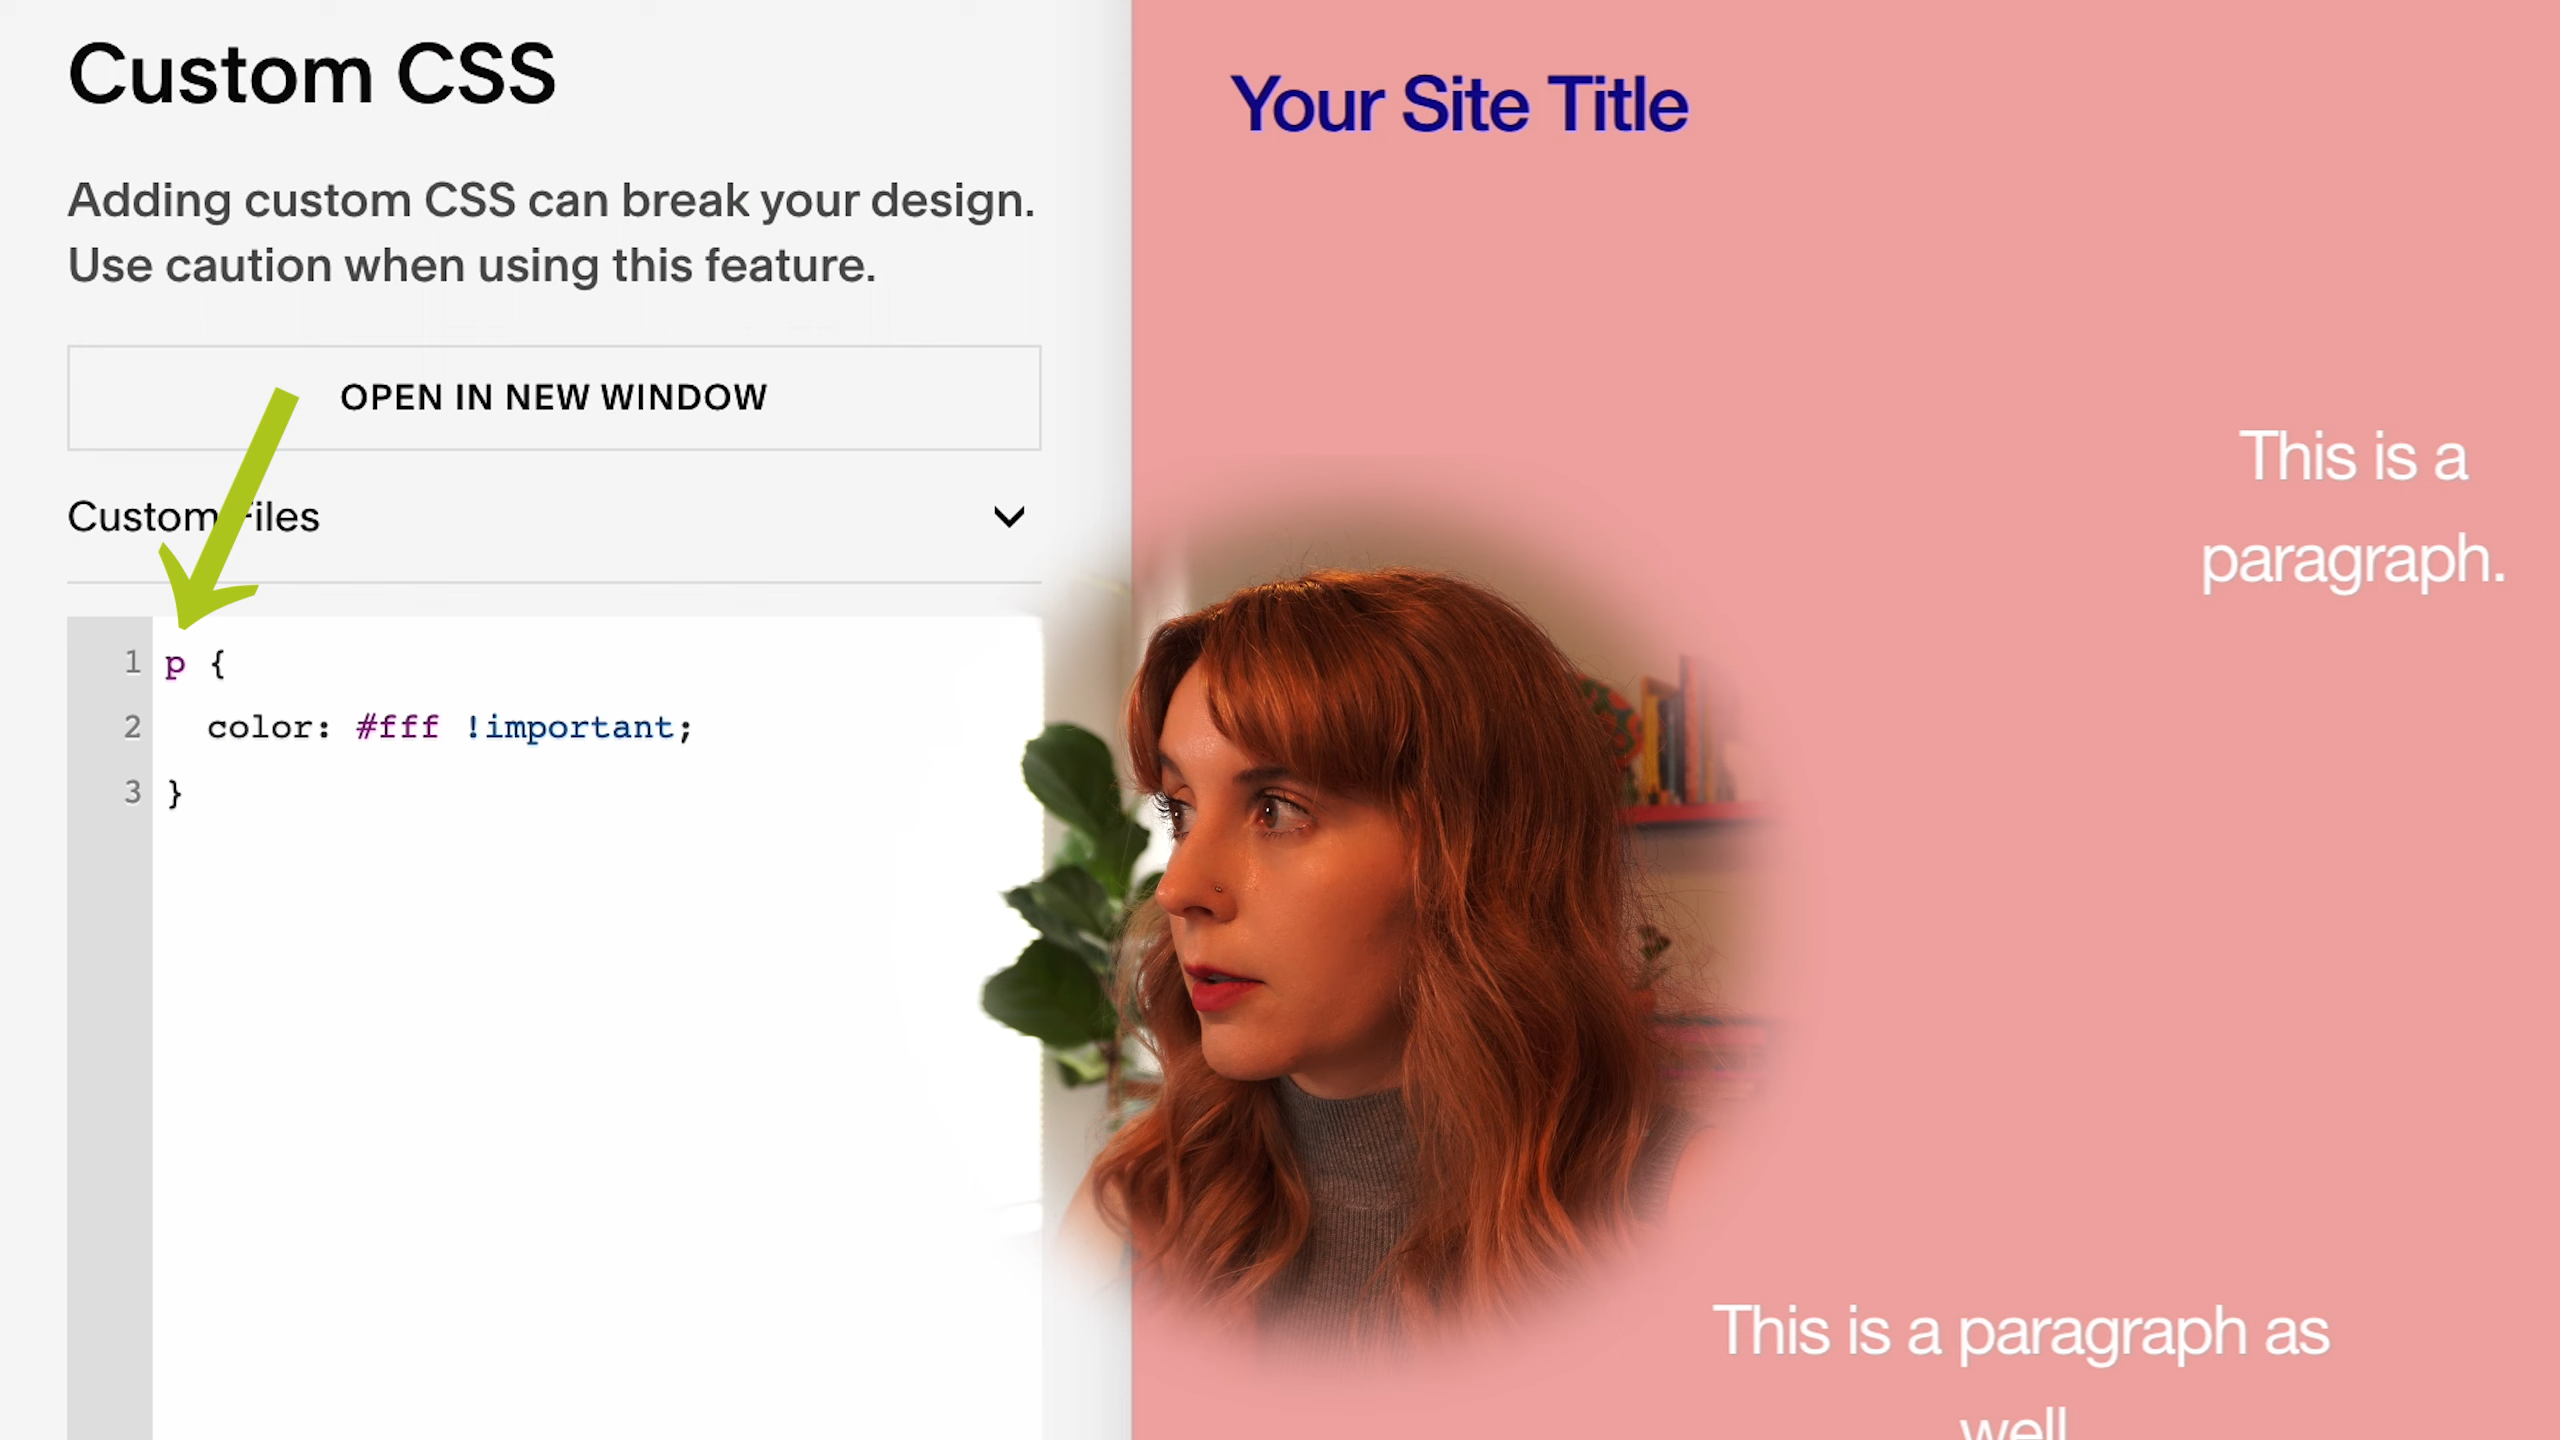 Custom CSS
Adding custom CSS can break your design.
Use caution when using this feature.
OPEN IN NEW WINDOW
Custom Files
1 p {
2 color: #fff !important;
3 }
Your Site Title
This is a
paragraph.
This is a paragraph as
well